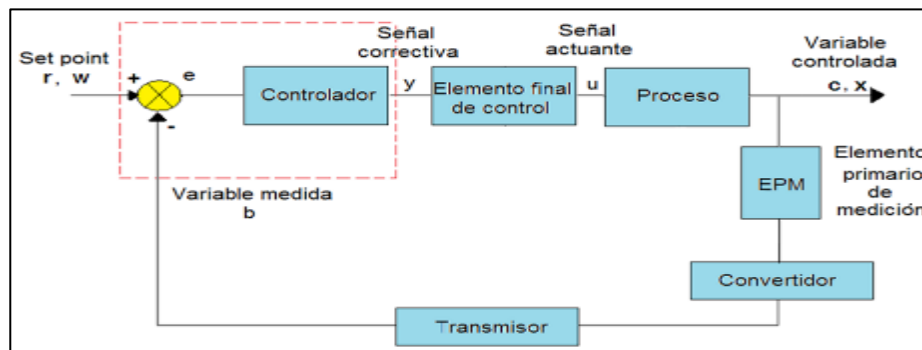 Set point
r, w
+
e
-
Controlador
Señal
correctiva
y
Elemento final
de control
Señal
actuante
u
Proceso
Variable
controlada
c, x
EPM
Elemento
primario
de
medición
Convertidor
Transmisor
Variable medida
b